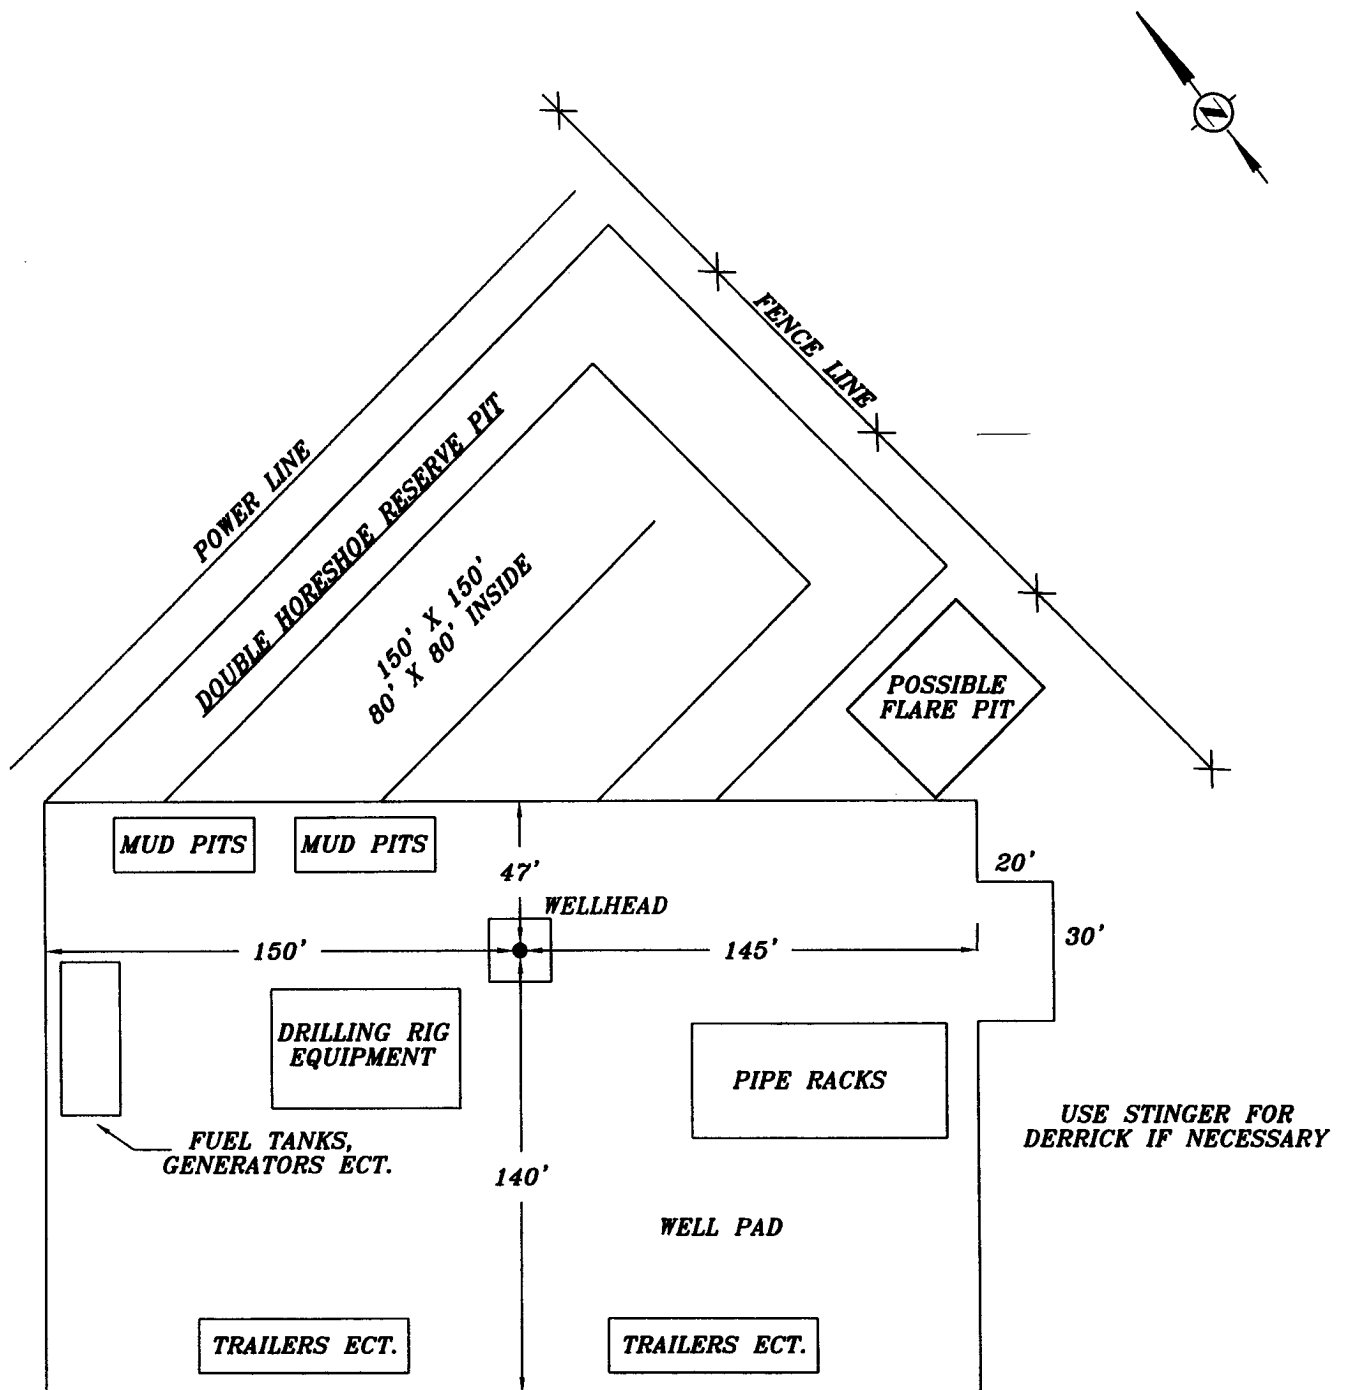 N
FENCE LINE
POWER LINE
DOUBLE HORESHOE RESERVE PIT
150' X 150'
80' X 80' INSIDE
POSSIBLE
FLARE PIT
MUD PITS
MUD PITS
47'
20'
WELLHEAD
30'
150'
145'
DRILLING RIG
EQUIPMENT
PIPE RACKS
USE STINGER FOR
DERRICK IF NECESSARY
FUEL TANKS,
GENERATORS ECT.
140'
WELL PAD
TRAILERS ECT.
TRAILERS ECT.